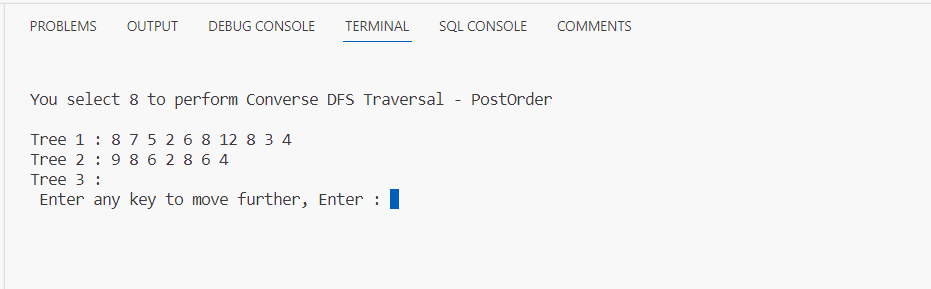 PROBLEMS OUTPUT DEBUG CONSOLE TERMINAL SQL CONSOLE COMMENTS
You select 8 to perform Converse DFS Traversal - PostOrder
Tree 1 : 8 7 5 2 6 8 12 8 3 4
Tree 2 : 9 8 6 2 8 6 4
Tree 3 :
Enter any key to move further, Enter :